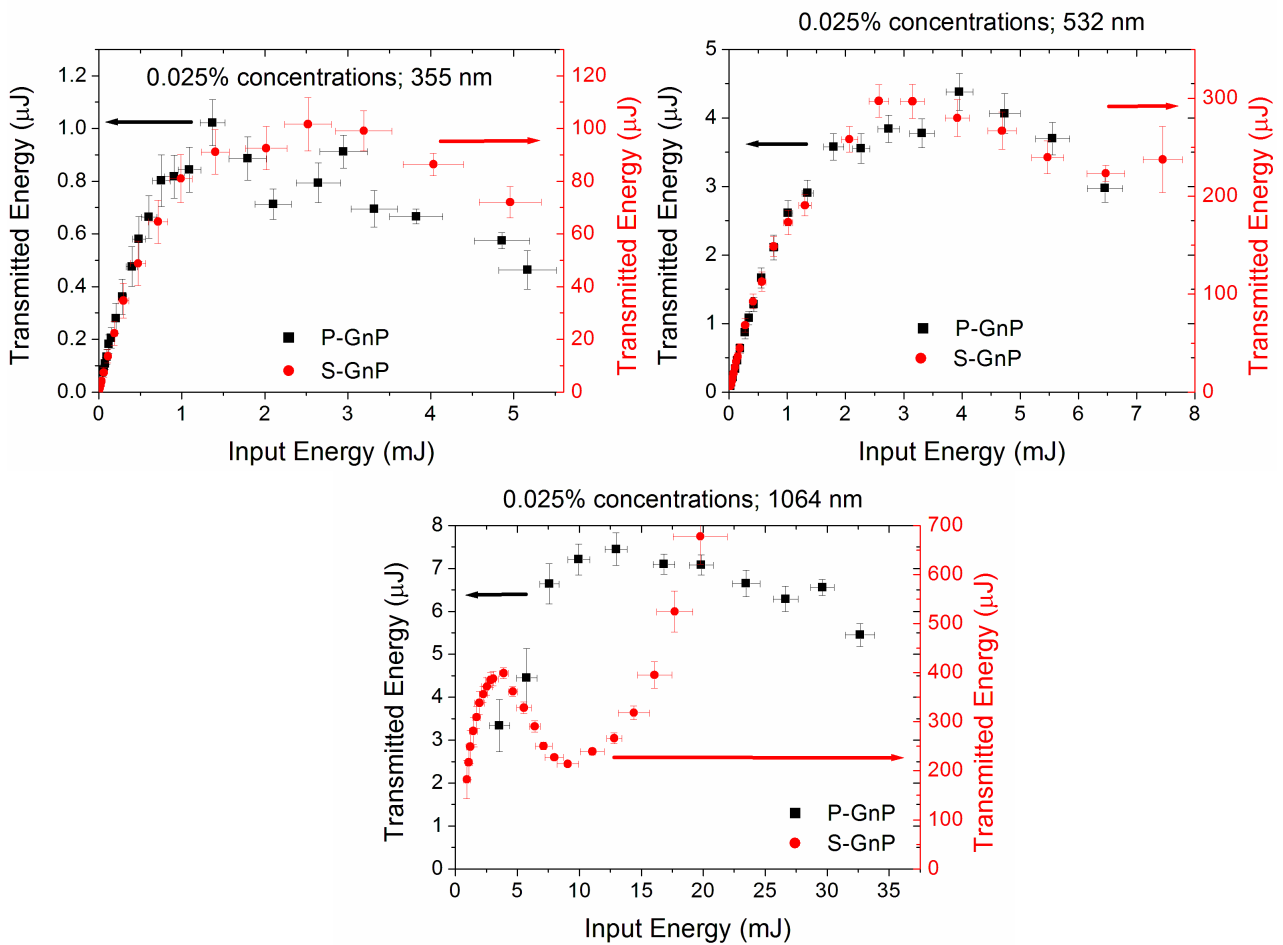 0.025% concentrations; 355 nm
Transmitted Energy (µJ)
1.2
1.0
0.8
0.6
0.4
0.2
0.0
120
100
80
60
40
20
0
Transmitted Energy (µJ)
P-GnP
S-GnP
0 1 2 3 4 5
Input Energy (mJ)
0.025% concentrations; 532 nm
Transmitted Energy (µJ)
5
4
3
2
1
0
300
200
100
0
Transmitted Energy (µJ)
P-GnP
S-GnP
0 1 2 3 4 5 6 7 8
Input Energy (mJ)
0.025% concentrations; 1064 nm
Transmitted Energy (µJ)
8
7
6
5
4
3
2
1
0
700
600
500
400
300
200
100
0
Transmitted Energy (µJ)
P-GnP
S-GnP
0 5 10 15 20 25 30 35
Input Energy (mJ)